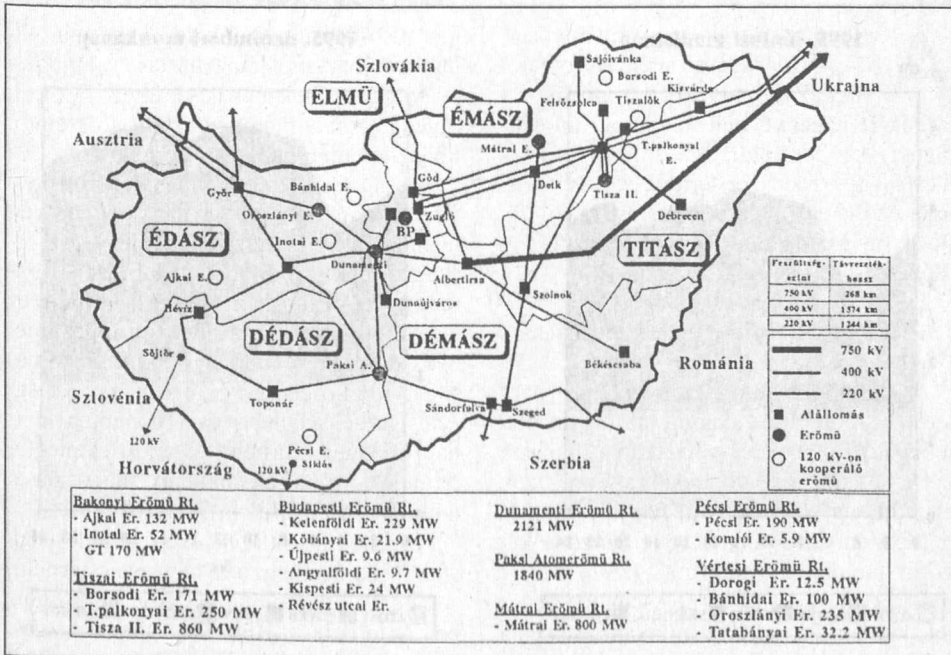 Szlovákia
Sajóivánka
Borsodi E.
Kisvárda
Ukrajna
ELMŰ
Felsőzsolca
Tiszalök
ÉMÁSZ
Ausztria
Mátrai E.
T.palkonyai
E.
Győr
Bánhidai E.
Göd
Detk
Tisza II.
Oroszlányi E.
Zugló
BP
Debrecen
ÉDÁSZ
Inotai E.
TITÁSZ
Dunamenti
Albertirsa
Ajkai E.
Szolnok
Hévíz
Dunaújváros
DÉDÁSZ
DÉMÁSZ
Söjtör
Paksi A.
Békéscsaba
Románia
Szlovénia
Toponár
Sándorfalva
Szeged
120 kV
Pécsi E.
Siklós
Horvátország
120 kV
Szerbia
Feszültség- Távvezeték-
szint hossz
750 kV 268 km
400 kV 1574 km
220 kV 1244 km
750 kV
400 kV
220 kV
Alállomás
Erőmű
120 kV-on
kooperáló
erőmű
Bakonyi Erőmű Rt.
- Ajkai Er. 132 MW
- Inotai Er. 52 MW
GT 170 MW
Tiszai Erőmű Rt.
- Borsodi Er. 171 MW
- T.palkonyai Er. 250 MW
- Tisza II. Er. 860 MW
Budapesti Erőmű Rt.
- Kelenföldi Er. 229 MW
- Kőbányai Er. 21.9 MW
- Újpesti Er. 9.6 MW
- Angyalföldi Er. 9.7 MW
- Kispesti Er. 24 MW
- Révész utcai Er.
Dunamenti Erőmű Rt.
2121 MW
Paksi Atomerőmű Rt.
1840 MW
Mátrai Erőmű Rt.
- Mátrai Er. 800 MW
Pécsi Erőmű Rt.
- Pécsi Er. 190 MW
- Komlói Er. 5.9 MW
Vértesi Erőmű Rt.
- Dorogi Er. 12.5 MW
- Bánhidai Er. 100 MW
- Oroszlányi Er. 235 MW
- Tatabányai Er. 32.2 MW